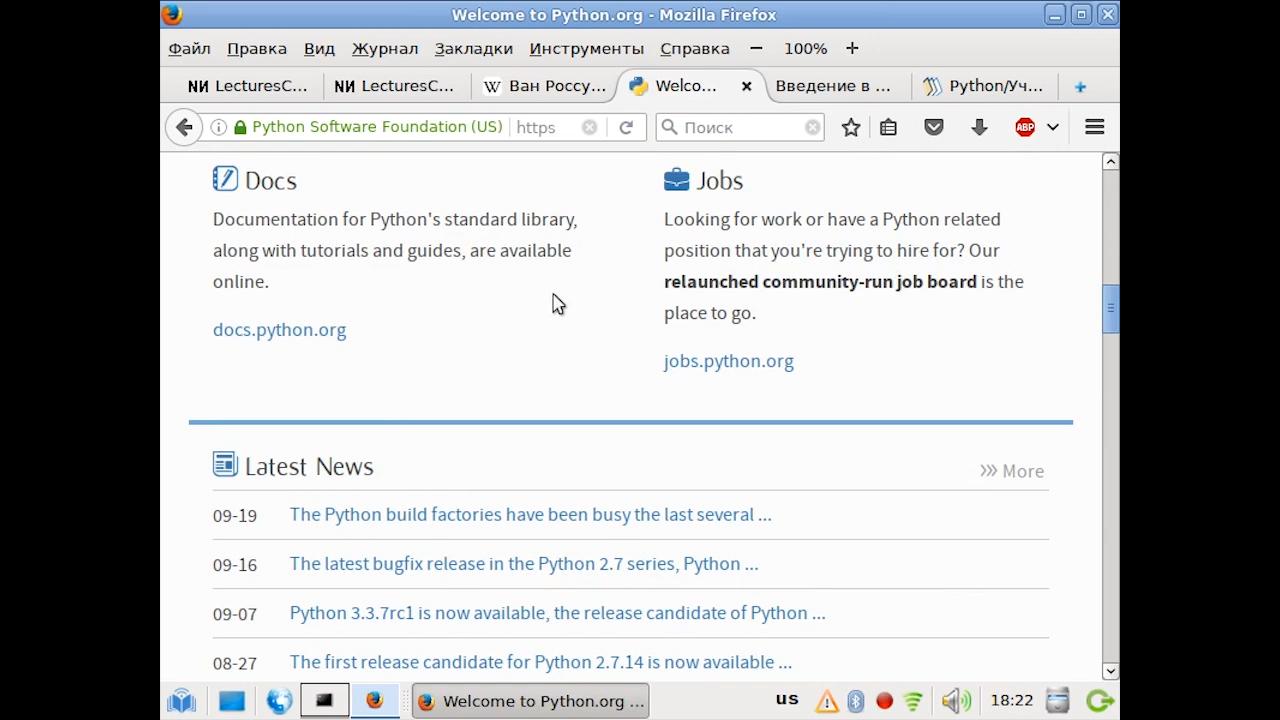 Welcome to Python.org - Mozilla Firefox
Файл Правка Вид Журнал Закладки Инструменты Справка 100%
LecturesC... LecturesC... Ван Россу... Welco... Введение в ... Python/Уч...
Python Software Foundation (US) https Поиск ABP
Docs
Documentation for Python's standard library,
along with tutorials and guides, are available
online.
docs.python.org
Jobs
Looking for work or have a Python related
position that you're trying to hire for? Our
relaunched community-run job board is the
place to go.
jobs.python.org
Latest News
>>> More
09-19 The Python build factories have been busy the last several ...
09-16 The latest bugfix release in the Python 2.7 series, Python ...
09-07 Python 3.3.7rc1 is now available, the release candidate of Python ...
08-27 The first release candidate for Python 2.7.14 is now available ...
Welcome to Python.org ... us 18:22